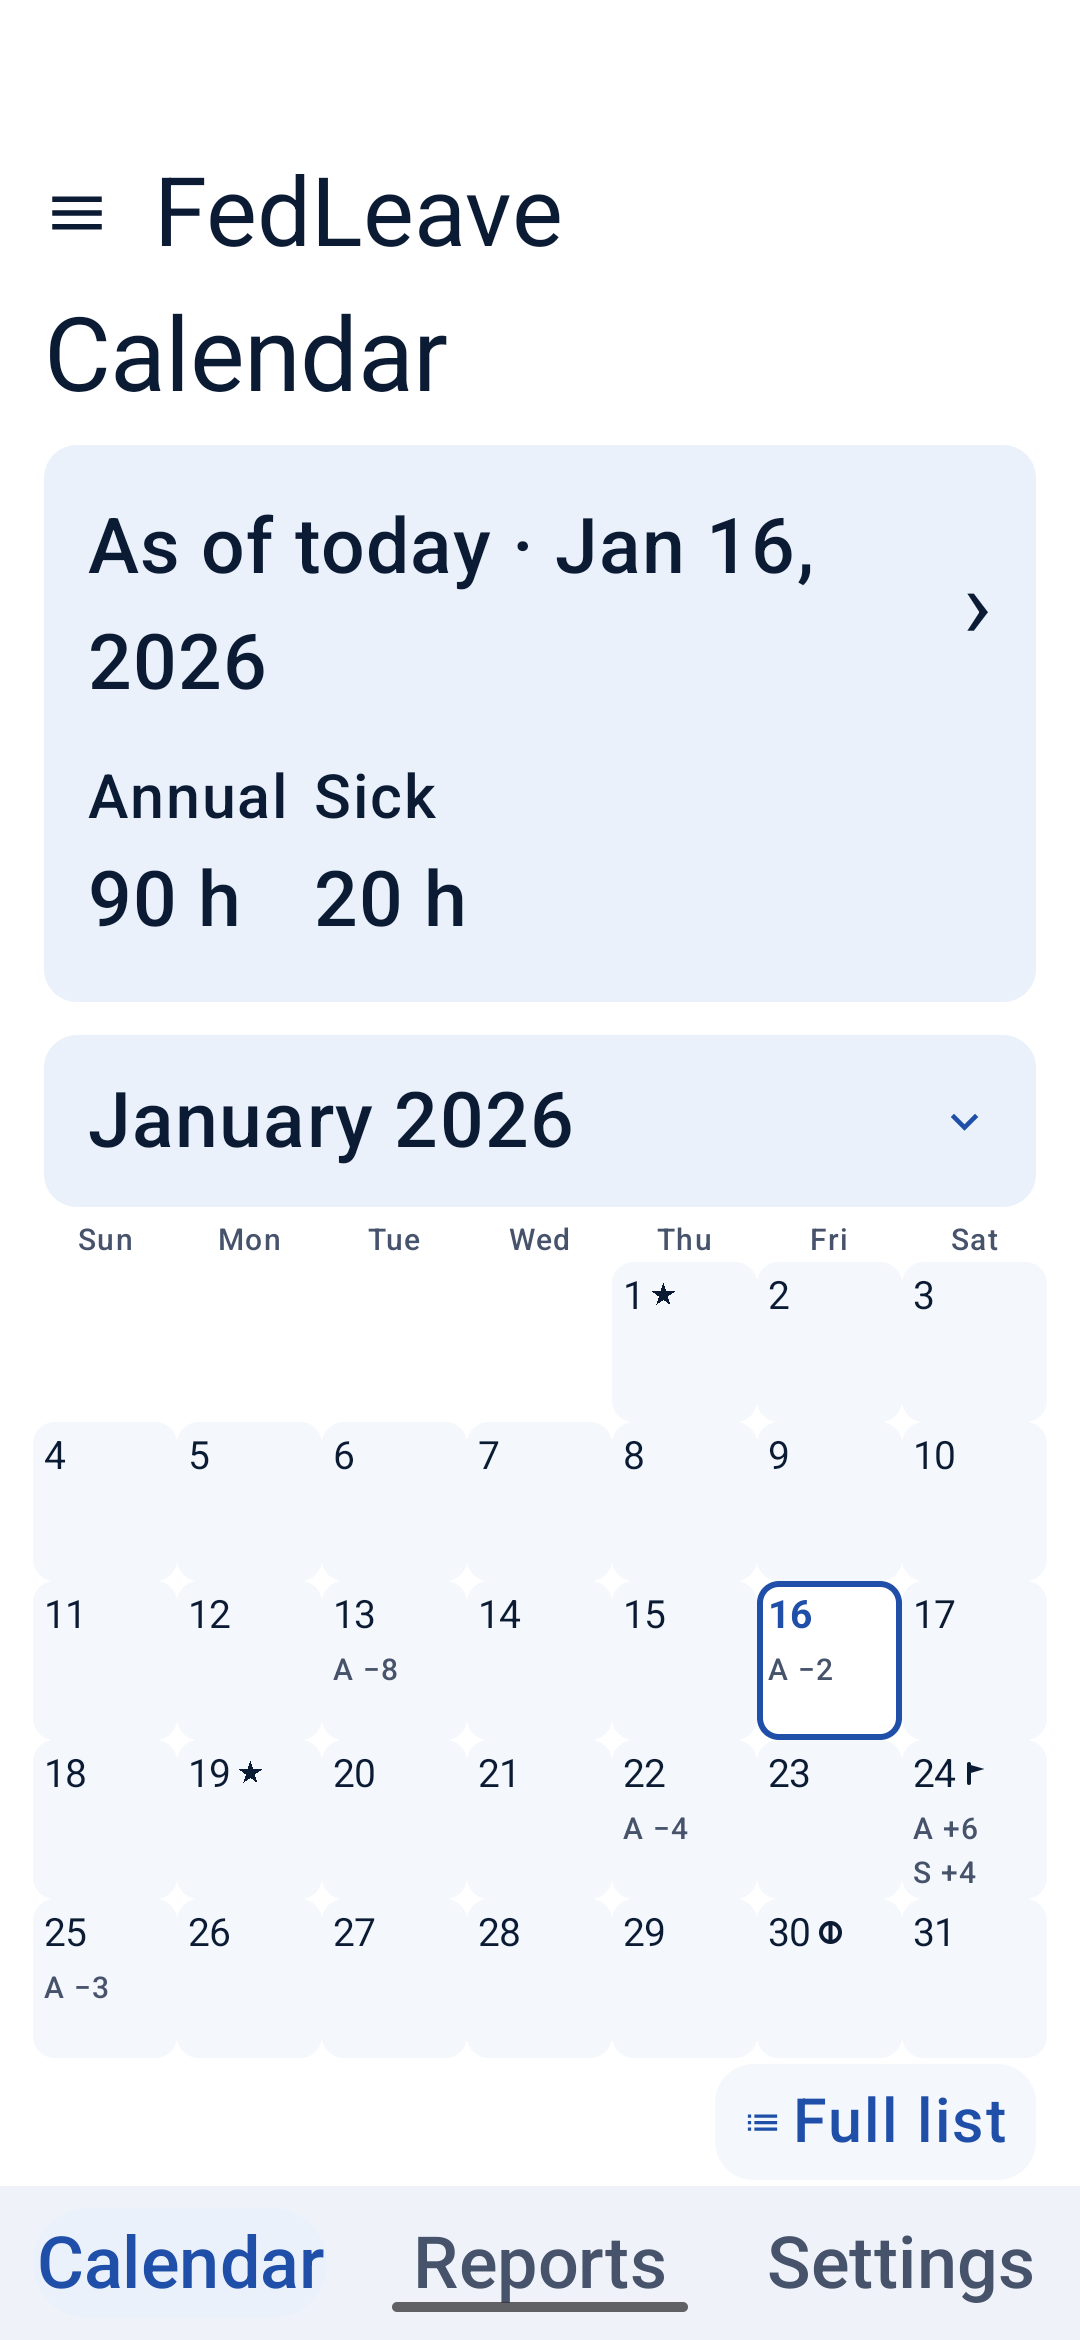 FedLeave
Calendar
As of today · Jan 16,
2026
Annual Sick
90 h 20 h
January 2026
Sun Mon Tue Wed Thu Fri Sat
1 2 3
4 5 6 7 8 9 10
11 12 13 14 15 16 17
A −8 A −2
18 19 20 21 22 23 24
A −4 A +6
S +4
25 26 27 28 29 30 31
A −3
Full list
Calendar Reports Settings